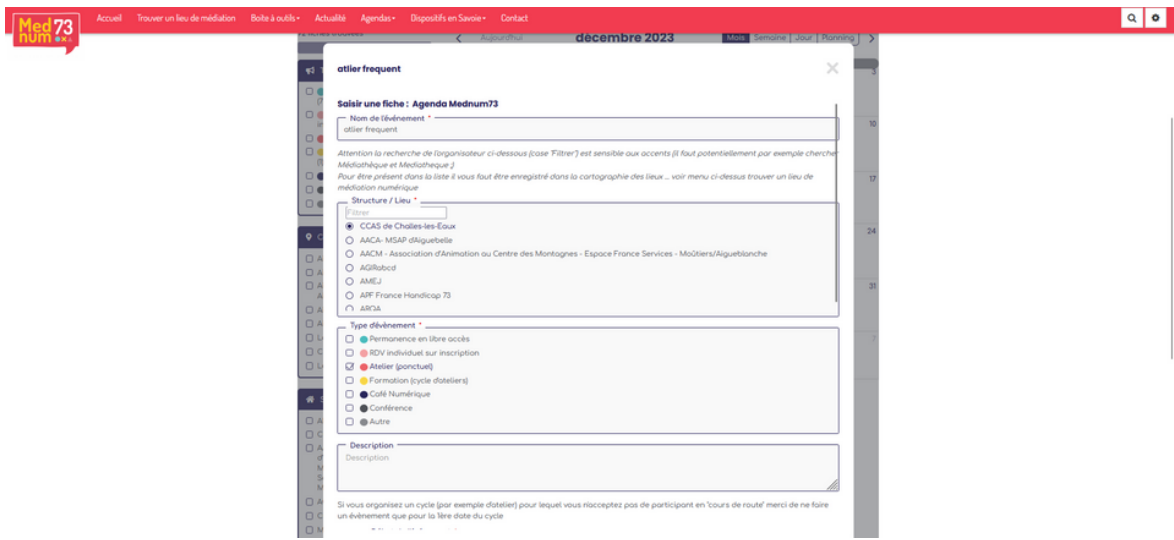 Med 73
num
Accueil Trouver un lieu de médiation Boite à outils Actualité Agendas Dispositifs en Savoie Contact
Aujourd'hui décembre 2023 Mois Semaine Jour Planning
atlier frequent
3
Saisir une fiche : Agenda Mednum73
Nom de l'événement *
atlier frequent
10
Attention la recherche de l'organisateur ci-dessous (case 'Filtrer') est sensible aux accents (il faut potentiellement par exemple chercher
Médiathèque et Mediatheque ;)
Pour être présent dans la liste il vous faut être enregistré dans la cartographie des lieux ... voir menu ci-dessus trouver un lieu de
17
médiation numérique
Structure / Lieu *
Filtrer
CCAS de Challes-les-Eaux
24
AACA- MSAP d'Aiguebelle
AACM - Association d'Animation du Centre des Montagnes - Espace France Services - Moûtiers/Aigueblanche
AGIRabcd
AMEJ
31
APF France Handicap 73
ARQA
Type d'évènement *
Permanence en libre accès
7
RDV individuel sur inscription
Atelier (ponctuel)
Formation (cycle d'ateliers)
Café Numérique
Conférence
Autre
Description
Description
Si vous organisez un cycle (par exemple d'atelier) pour lequel vous n'acceptez pas de participant en "cours de route" merci de ne faire
un évènement que pour la 1ère date du cycle